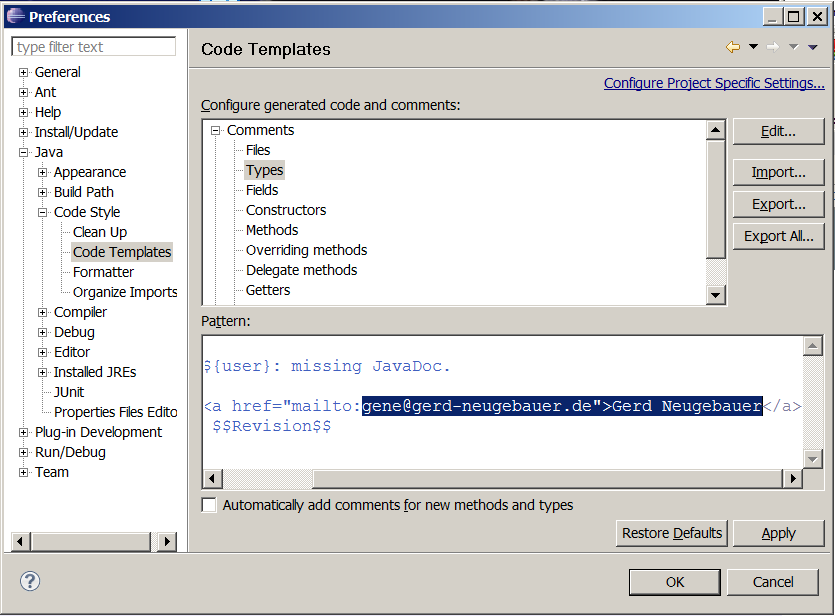 Preferences
type filter text
General
Ant
Help
Install/Update
Java
Appearance
Build Path
Code Style
Clean Up
Code Templates
Formatter
Organize Imports
Compiler
Debug
Editor
Installed JREs
JUnit
Properties Files Edito
Plug-in Development
Run/Debug
Team
Code Templates
Configure Project Specific Settings...
Configure generated code and comments:
Comments
Files
Types
Fields
Constructors
Methods
Overriding methods
Delegate methods
Getters
Edit...
Import...
Export...
Export All...
Pattern:
${user}: missing JavaDoc.
<a href="mailto:gene@gerd-neugebauer.de">Gerd Neugebauer</a>
$$Revision$$
Automatically add comments for new methods and types
Restore Defaults
Apply
?
OK
Cancel